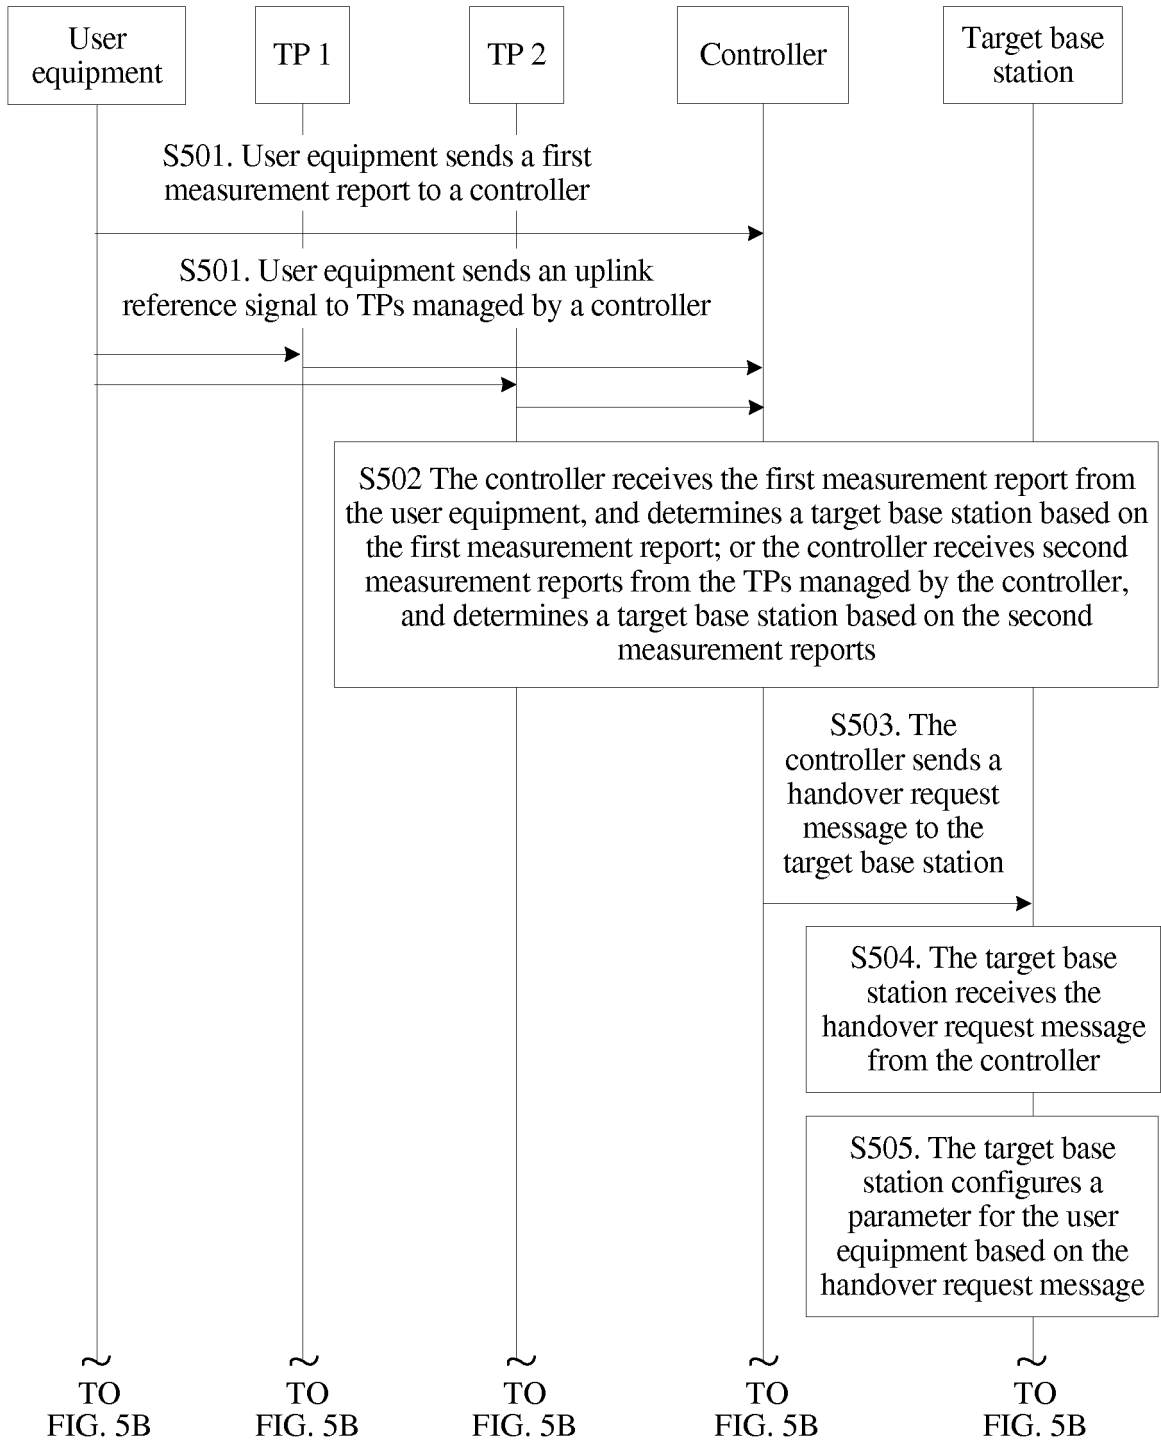 User
equipment
TP 1
TP 2
Controller
Target base
station
S501. User equipment sends a first
measurement report to a controller
S501. User equipment sends an uplink
reference signal to TPs managed by a controller
S502 The controller receives the first measurement report from
the user equipment, and determines a target base station based on
the first measurement report; or the controller receives second
measurement reports from the TPs managed by the controller,
and determines a target base station based on the second
measurement reports
S503. The
controller sends a
handover request
message to the
target base station
S504. The target base
station receives the
handover request message
from the controller
S505. The target base
station configures a
parameter for the user
equipment based on the
handover request message
TO
FIG. 5B
TO
FIG. 5B
TO
FIG. 5B
TO
FIG. 5B
TO
FIG. 5B